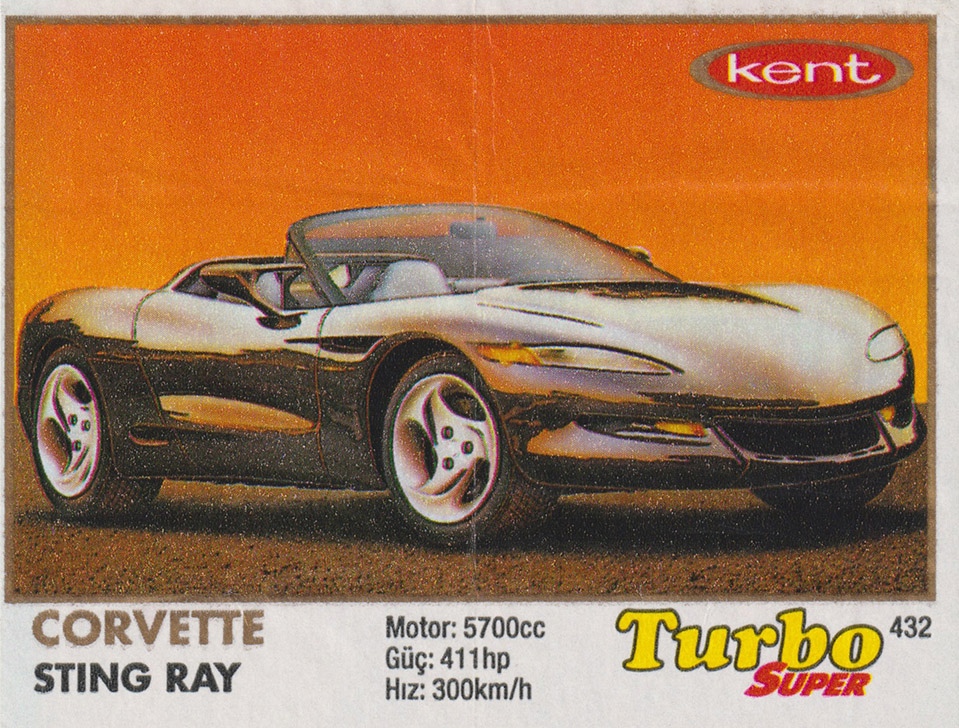 kent
CORVETTE
STING RAY
Motor: 5700cc
Güç: 411hp
Hız: 300km/h
Turbo 432
SUPER